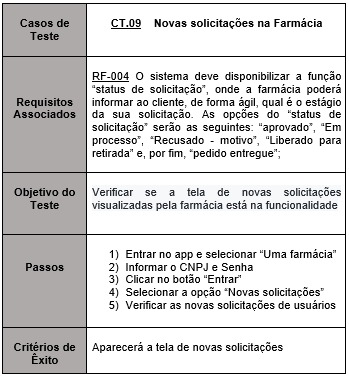 Casos de
Teste
CT.09 Novas solicitações na Farmácia
Requisitos
Associados
RF-004 O sistema deve disponibilizar a função
“status de solicitação”, onde a farmácia poderá
informar ao cliente, de forma ágil, qual é o estágio
da sua solicitação. As opções do “status de
solicitação” serão as seguintes: “aprovado”, “Em
processo”, “Recusado - motivo”, “Liberado para
retirada” e, por fim, “pedido entregue”;
Objetivo do
Teste
Verificar se a tela de novas solicitações
visualizadas pela farmácia está na funcionalidade
Passos
1) Entrar no app e selecionar “Uma farmácia”
2) Informar o CNPJ e Senha
3) Clicar no botão “Entrar”
4) Selecionar a opção “Novas solicitações”
5) Verificar as novas solicitações de usuários
Critérios de
Êxito
Aparecerá a tela de novas solicitações